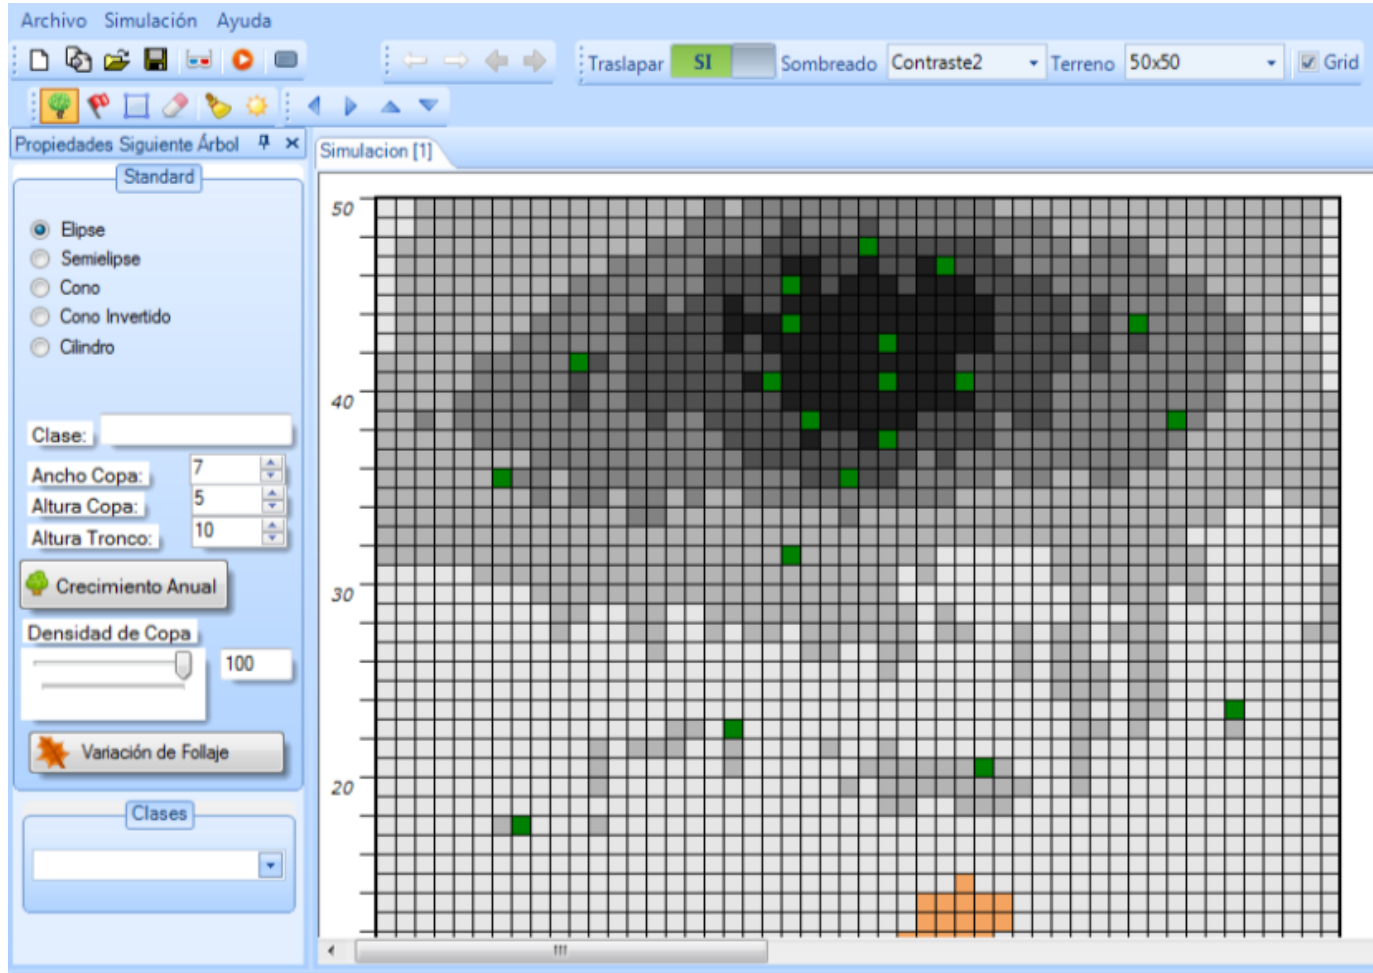 Archivo Simulación Ayuda
Traslapar SI Sombreado Contraste2 Terreno 50x50 Grid
Propiedades Siguiente Árbol
Simulacion [1]
Standard
Elipse
Semielipse
Cono
Cono Invertido
Cilindro
Clase:
Ancho Copa: 7
Altura Copa: 5
Altura Tronco: 10
Crecimiento Anual
Densidad de Copa
100
Variación de Follaje
Clases
50
40
30
20